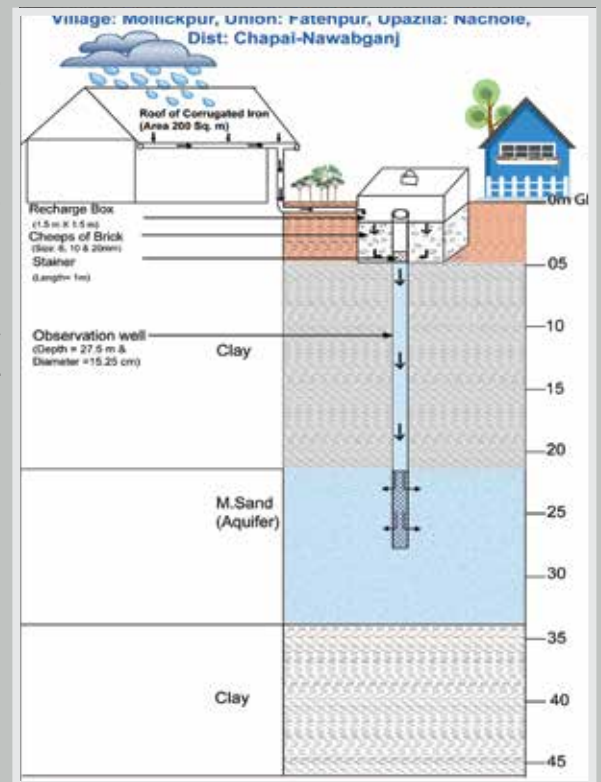 Village: Mollickpur, Union: Fatehpur, Upazila: Nachole,
Dist: Chapai-Nawabganj
Roof of Corrugated Iron
(Area 200 Sq. m)
Recharge Box
(1.5 m X 1.5 m)
Cheeps of Brick
(Size: 6, 10 & 20mm)
Stainer
(Length= 1m)
Observation well
(Depth = 27.5 m &
Diameter =15.25 cm)
Clay
M.Sand
(Aquifer)
Clay
0m Gl
05
10
15
20
25
30
35
40
45